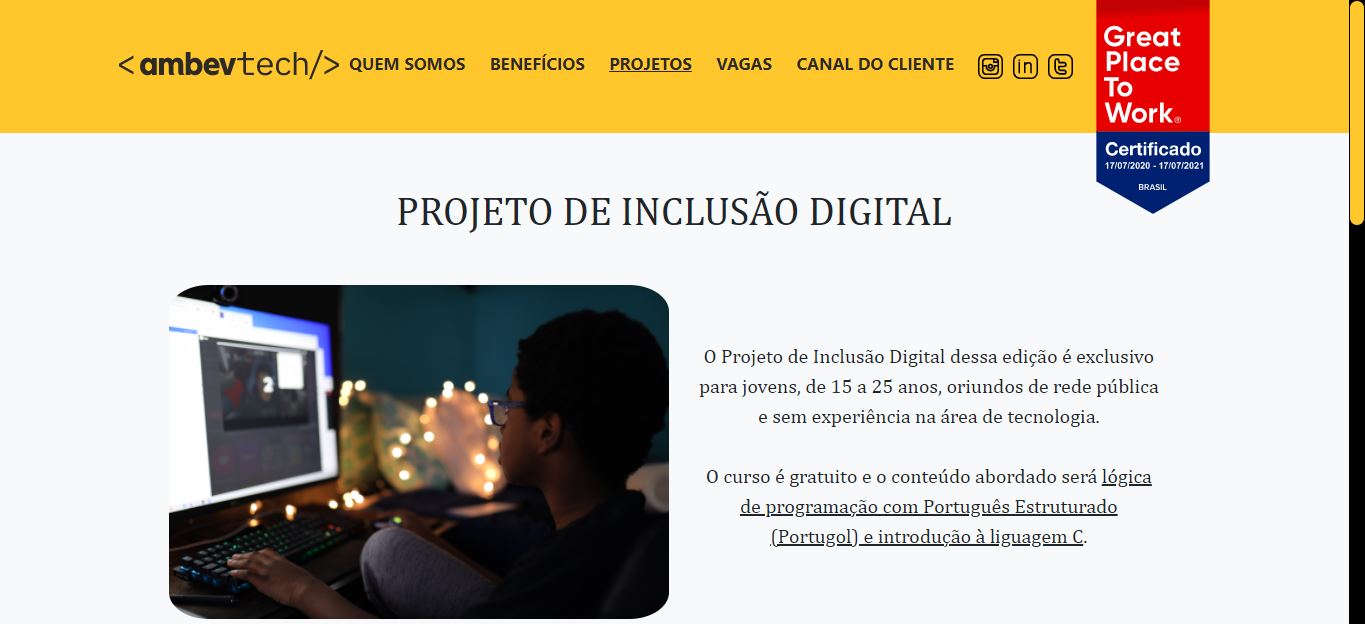 <ambevtech/> QUEM SOMOS BENEFÍCIOS PROJETOS VAGAS CANAL DO CLIENTE
Great
Place
To
Work®
Certificado
17/07/2020 - 17/07/2021
BRASIL
PROJETO DE INCLUSÃO DIGITAL
2
O Projeto de Inclusão Digital dessa edição é exclusivo
para jovens, de 15 a 25 anos, oriundos de rede pública
e sem experiência na área de tecnologia.
O curso é gratuito e o conteúdo abordado será lógica
de programação com Português Estruturado
(Portugol) e introdução à liguagem C.